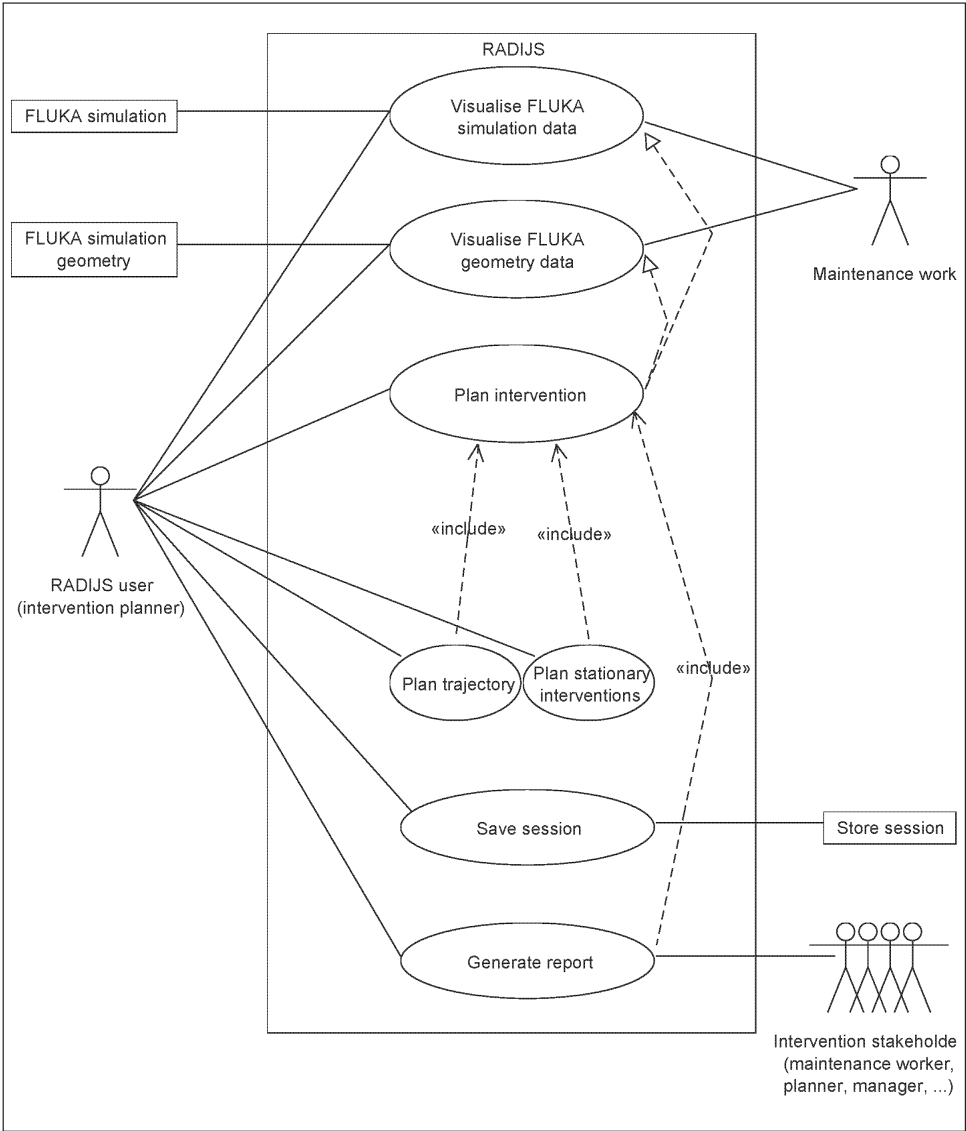 RADIJS
Visualise FLUKA
simulation data
FLUKA simulation
FLUKA simulation
geometry
Visualise FLUKA
geometry data
Maintenance work
Plan intervention
«include»
«include»
RADIJS user
(intervention planner)
Plan trajectory
Plan stationary
interventions
«include»
Save session
Store session
Generate report
Intervention stakeholde
(maintenance worker,
planner, manager, ...)